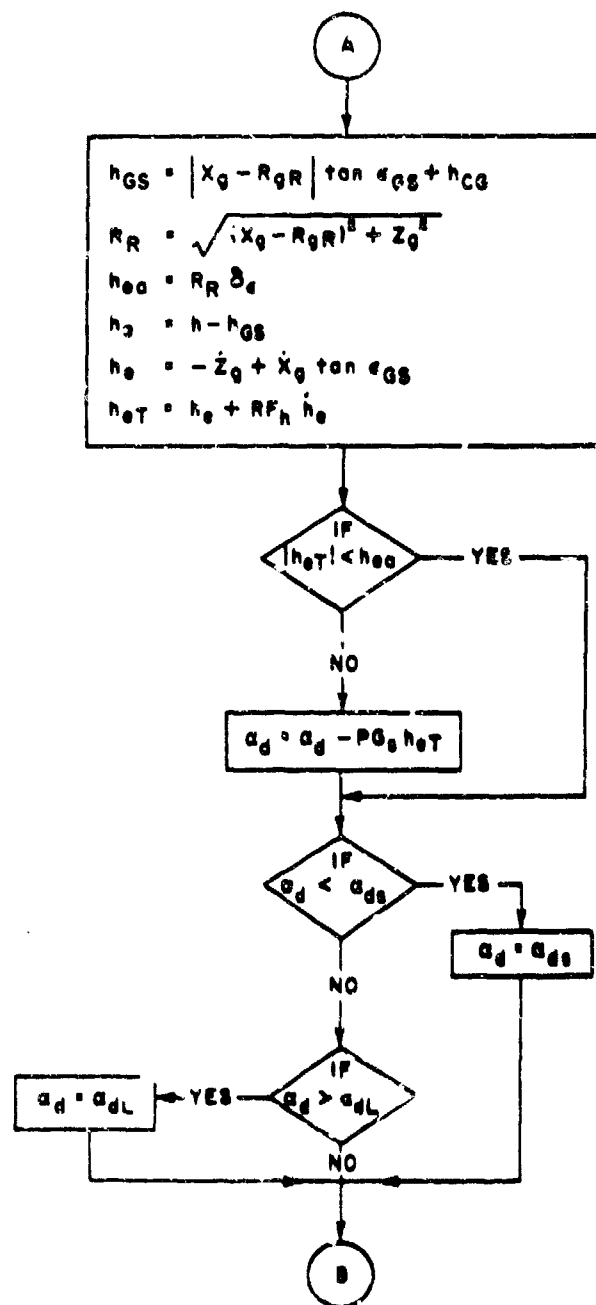 A
h_GS = |X_g - R_gR| tan ϵ_GS + h_CG
R_R = √((X_g - R_gR)² + Z_g²)
h_ea = R_R δ_ϵ
h_e = h - h_GS
ḣ_e = -Ż_g + Ẋ_g tan ϵ_GS
h_eT = h_e + RF_h ḣ_e
IF
|h_eT| < h_ea
YES
NO
α_d = α_d - PG_s h_eT
IF
α_d < α_ds
YES
α_d = α_ds
NO
IF
α_d > α_dL
YES
α_d = α_dL
NO
B